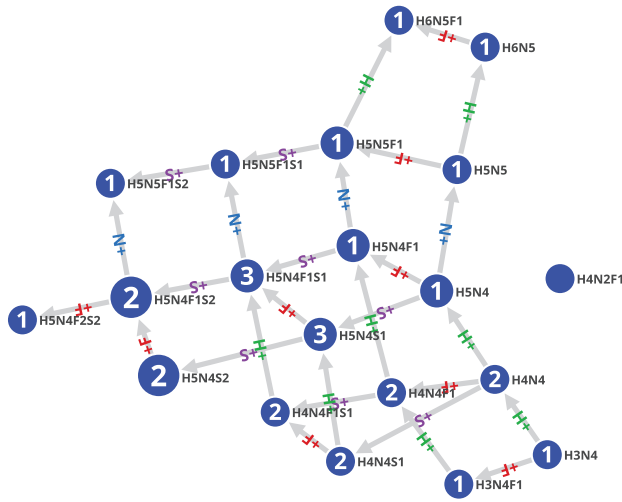 1 H6N5F1
+F
1 H6N5
+H
+H
1 H5N5F1
+S
1 H5N5F1S1
+F
+S
1 H5N5
1 H5N5F1S2
+N
+N
+N
+N
1 H5N4F1
+S
3 H5N4F1S1
+F
H4N2F1
+S
1 H5N4
2 H5N4F1S2
+F
+F
+S
1 H5N4F2S2
+H
3 H5N4S1
+H
+F
+S
+H
2 H5N4S2
2 H4N4
+F
2 H4N4F1
+H
+S
2 H4N4F1S1
+S
+H
+H
+F
1 H3N4
2 H4N4S1
+F
1 H3N4F1